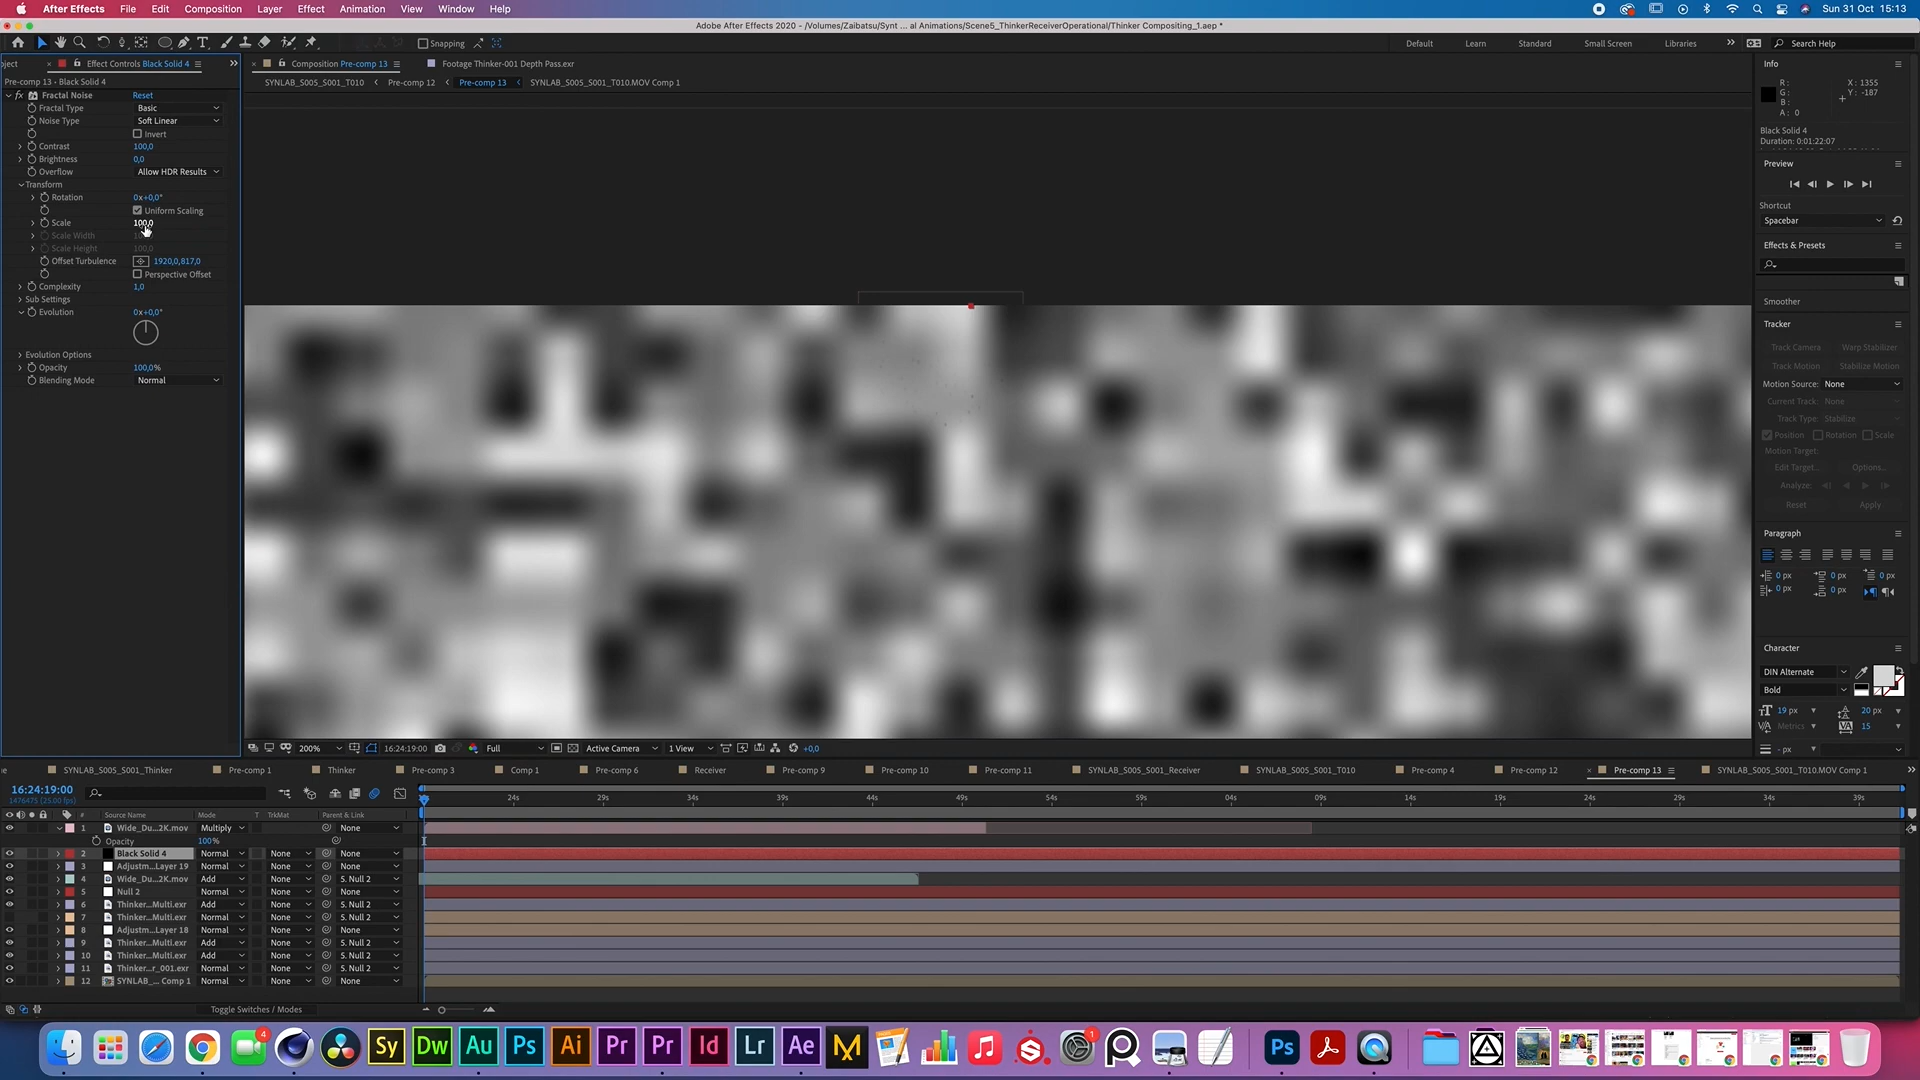 After Effects File Edit Composition Layer Effect Animation View Window Help Sun 31 Oct 15:13
Adobe After Effects 2020 - /Volumes/Zaibatsu/Synt ... al Animations/Scene5_ThinkerReceiverOperational/Thinker Compositing_1.aep *
Snapping Default Learn Standard Small Screen Libraries Search Help
oject Effect Controls Black Solid 4 Composition Pre-comp 13 Footage Thinker-001 Depth Pass.exr Info
Pre-comp 13 • Black Solid 4 SYNLAB_S005_S001_T010 Pre-comp 12 Pre-comp 13 SYNLAB_S005_S001_T010.MOV Comp 1
R: G: B: A: 0 X: 1355 Y: -187
fx Fractal Noise Reset
Fractal Type Basic
Noise Type Soft Linear
Invert
Contrast 100,0
Brightness 0,0
Overflow Allow HDR Results
Transform
Rotation 0x+0,0°
Uniform Scaling
Scale 100,0
Scale Width
Scale Height 100,0
Offset Turbulence 1920,0,817,0
Perspective Offset
Complexity 1,0
Sub Settings
Evolution 0x+0,0°
Evolution Options
Opacity 100,0%
Blending Mode Normal
Black Solid 4
Duration: 0:01:22:07
Preview
Shortcut
Spacebar
Effects & Presets
Smoother
Tracker
Track Camera Warp Stabilizer
Track Motion Stabilize Motion
Motion Source: None
Current Track: None
Track Type: Stabilize
Position Rotation Scale
Motion Target:
Edit Target... Options...
Analyze:
Reset Apply
Paragraph
0 px 0 px 0 px
0 px 0 px
Character
DIN Alternate
Bold
19 px 20 px
Metrics 15
- px
200% 16:24:19:00 Full Active Camera 1 View +0,0
SYNLAB_S005_S001_Thinker Pre-comp 1 Thinker Pre-comp 3 Comp 1 Pre-comp 6 Receiver Pre-comp 9 Pre-comp 10 Pre-comp 11 SYNLAB_S005_S001_Receiver SYNLAB_S005_S001_T010 Pre-comp 4 Pre-comp 12 Pre-comp 13 SYNLAB_S005_S001_T010.MOV Comp 1
16:24:19:00
1476475 (25.00 fps)
24s 29s 34s 39s 44s 49s 54s 59s 04s 09s 14s 19s 24s 29s 34s 39s
# Source Name Mode T TrkMat Parent & Link
1 Wide_Du...2K.mov Multiply None
Opacity 100%
2 Black Solid 4 Normal None None
3 Adjustm...Layer 19 Normal None None
4 Wide_Du...2K.mov Add None 5. Null 2
5 Null 2 Normal None None
6 Thinker...Multi.exr Add None 5. Null 2
7 Thinker...Multi.exr Normal None 5. Null 2
8 Adjustm...Layer 18 Normal None None
9 Thinker...Multi.exr Add None 5. Null 2
10 Thinker...Multi.exr Add None 5. Null 2
11 Thinker...r_001.exr Normal None 5. Null 2
12 SYNLAB_... Comp 1 Normal None None
Toggle Switches / Modes
4 Sy Dw Au Ps Ai Pr Pr Id Lr Ae 1 Ps